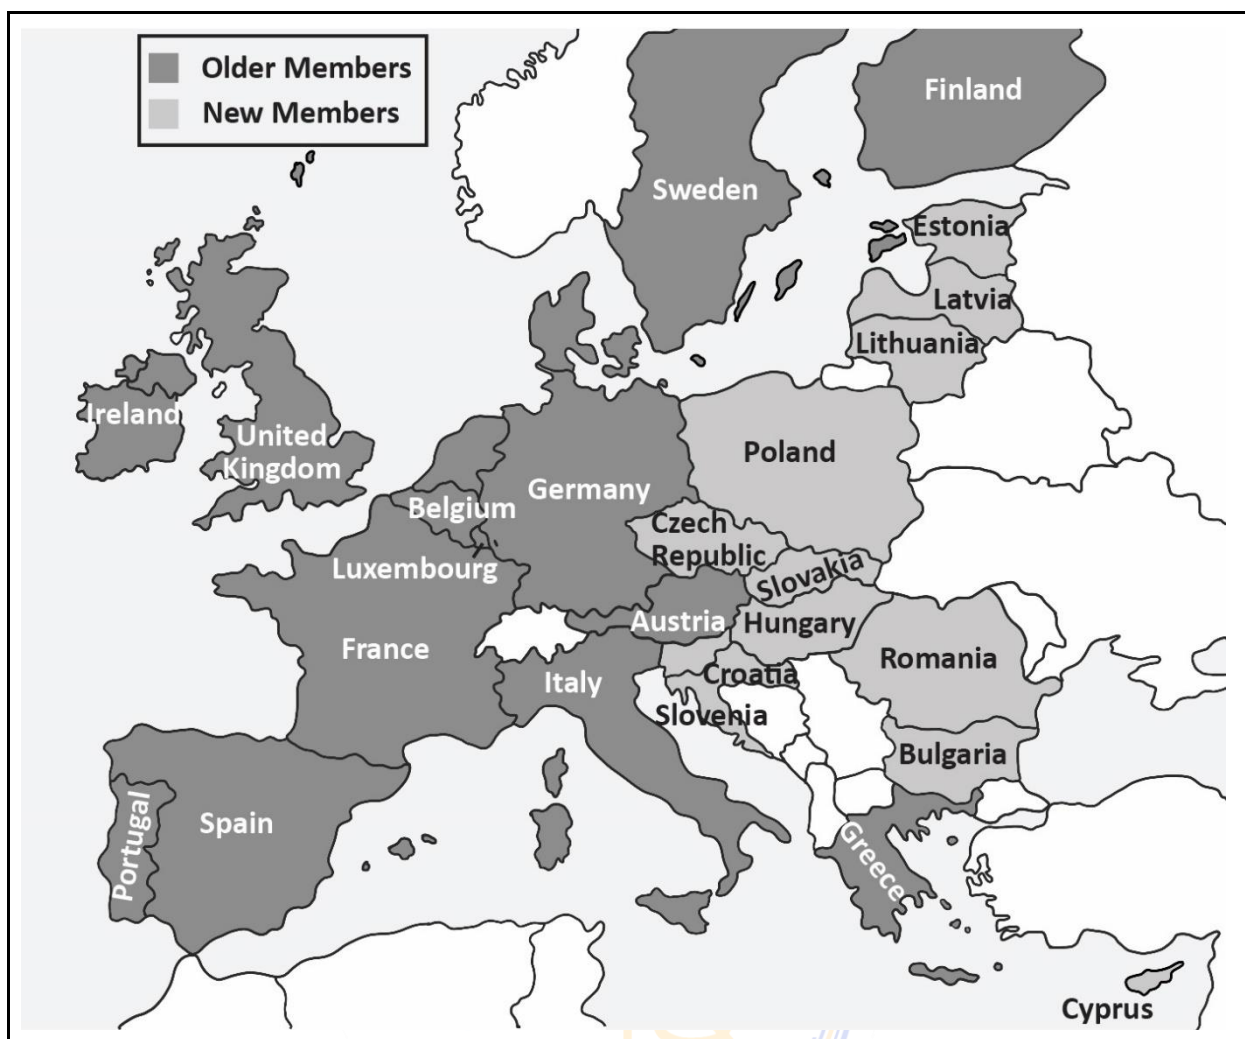 Older Members
New Members
Finland
Sweden
Estonia
Latvia
Lithuania
Ireland
United
Kingdom
Poland
Germany
Belgium
Czech
Republic
Luxembourg
Slovakia
Austria
Hungary
France
Romania
Italy
Croatia
Slovenia
Bulgaria
Portugal
Spain
Greece
Cyprus